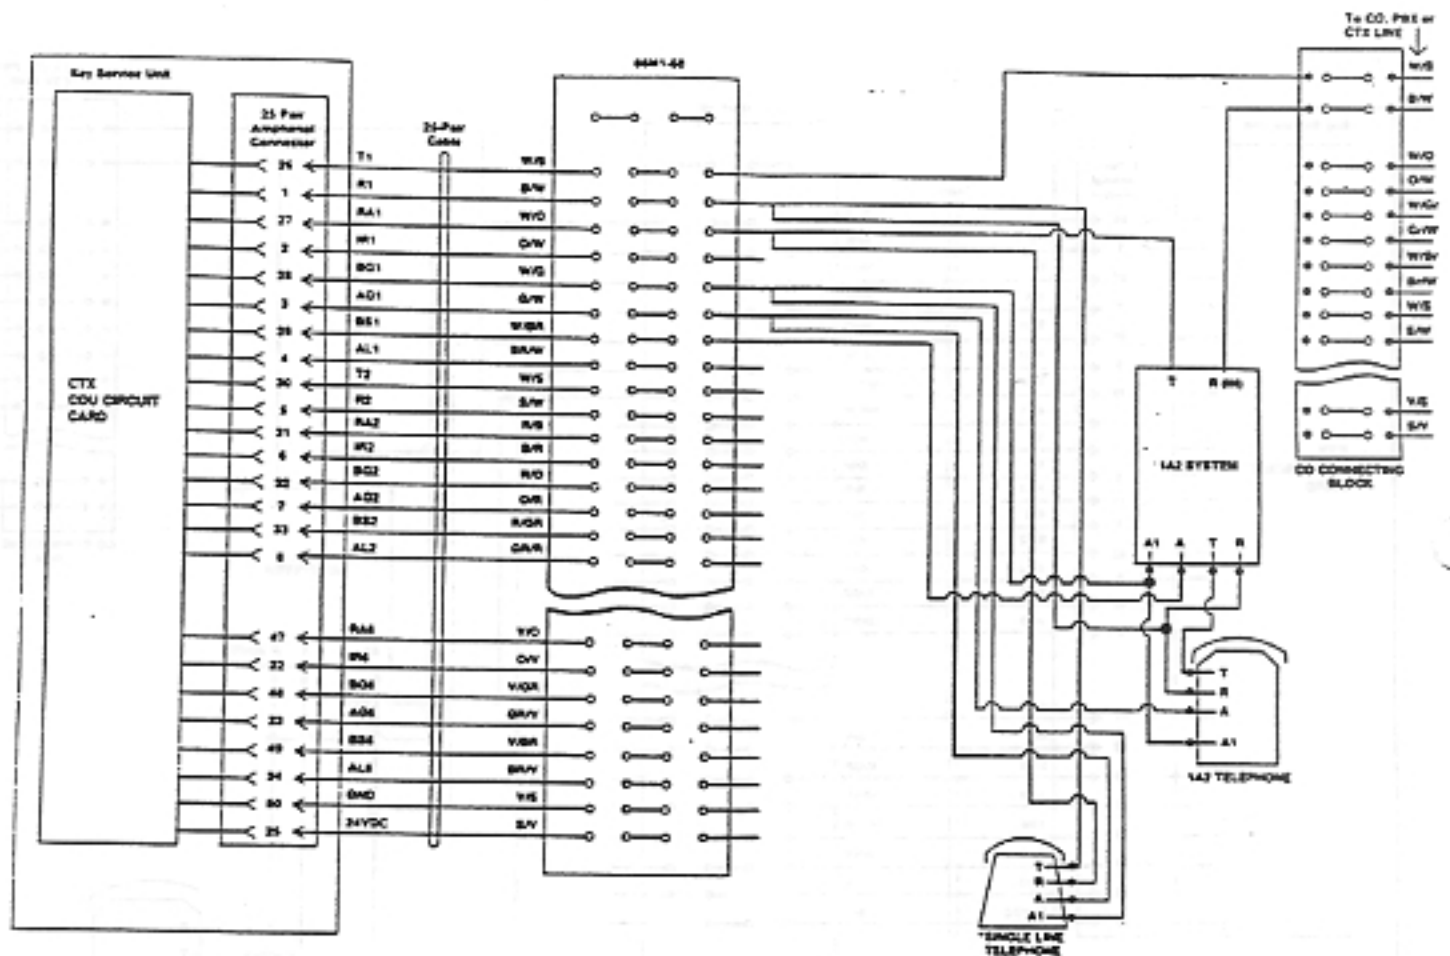 To CO, PBX or
CTX LINE
Key Service Unit
66M1-50
25 Pair
Amphenol
Connector
25-Pair
Cable
CTX
COU CIRCUIT
CARD
26 T1 W/B
1 R1 B/W
27 RA1 W/O
2 IR1 O/W
28 BG1 W/G
3 AG1 G/W
29 BS1 W/BR
4 AL1 BR/W
30 T2 W/S
5 R2 S/W
31 RA2 R/B
6 IR2 B/R
32 BG2 R/O
7 AG2 O/R
33 BS2 R/GR
8 AL2 GR/R
47 RA6 Y/O
22 IR6 O/Y
48 BG6 Y/GR
23 AG6 GR/Y
49 BS6 Y/BR
24 AL6 BR/Y
50 GND Y/S
25 24VDC S/Y
W/B
B/W
W/O
O/W
W/Gr
Gr/W
W/Br
Br/W
W/S
S/W
Y/S
S/Y
CO CONNECTING
BLOCK
T R
1A2 SYSTEM
A1 A T R
T
R
A
A1
1A2 TELEPHONE
T
R
A
A1
*SINGLE LINE
TELEPHONE